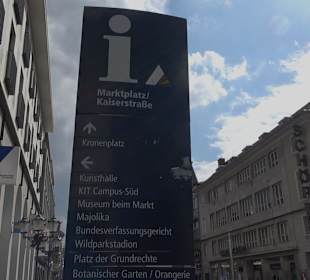 i
Marktplatz/
Kaiserstraße
Kronenplatz
Kunsthalle
KIT Campus-Süd
Museum beim Markt
Majolika
Bundesverfassungsgericht
Wildparkstadion
Platz der Grundrechte
Botanischer Garten / Orangerie
SCHÖ